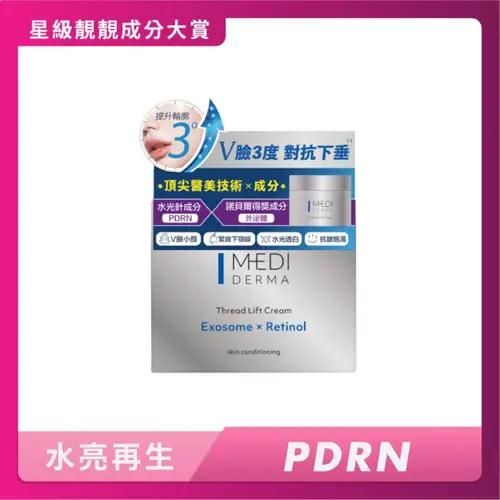 星級靚靚成分大賞
提升輪廓
3°
V臉3度 對抗下垂
★頂尖醫美技術×成分★
水光針成分
PDRN
諾貝爾得獎成分
外泌體
MEDI
DERMA
V臉小顏
緊緻下顎線
水光透白
抗皺飽滿
MEDI
DERMA
Thread Lift Cream
Exosome × Retinol
skin conditioning
水亮再生
PDRN